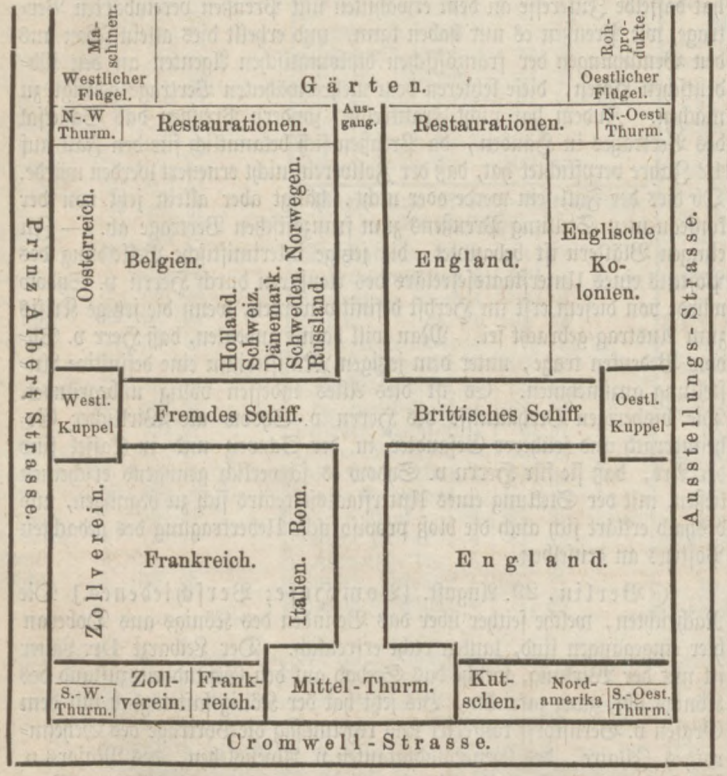 Ma-
schinen.
Roh-
pro-
dukte.
Westlicher
Flügel.
Gärten.
Oestlicher
Flügel.
N-.W
Thurm.
Restaurationen.
Aus-
gang.
Restaurationen.
N.-Oestl
Thurm.
Prinz Albert Strasse.
Oesterreich.
Belgien.
Holland.
Schweiz.
Dänemark.
Schweden, Norwegen.
Russland.
England.
Englische
Ko-
lonien.
Ausstellungs-Strasse.
Westl.
Kuppel
Fremdes Schiff.
Brittisches Schiff.
Oestl.
Kuppel
Zollverein.
Frankreich.
Italien. Rom.
England.
S.-W.
Thurm.
Zoll-
verein.
Frank-
reich.
Mittel-Thurm.
Kut-
schen.
Nord-
amerika
S.-Oest.
Thurm.
Cromwell-Strasse.